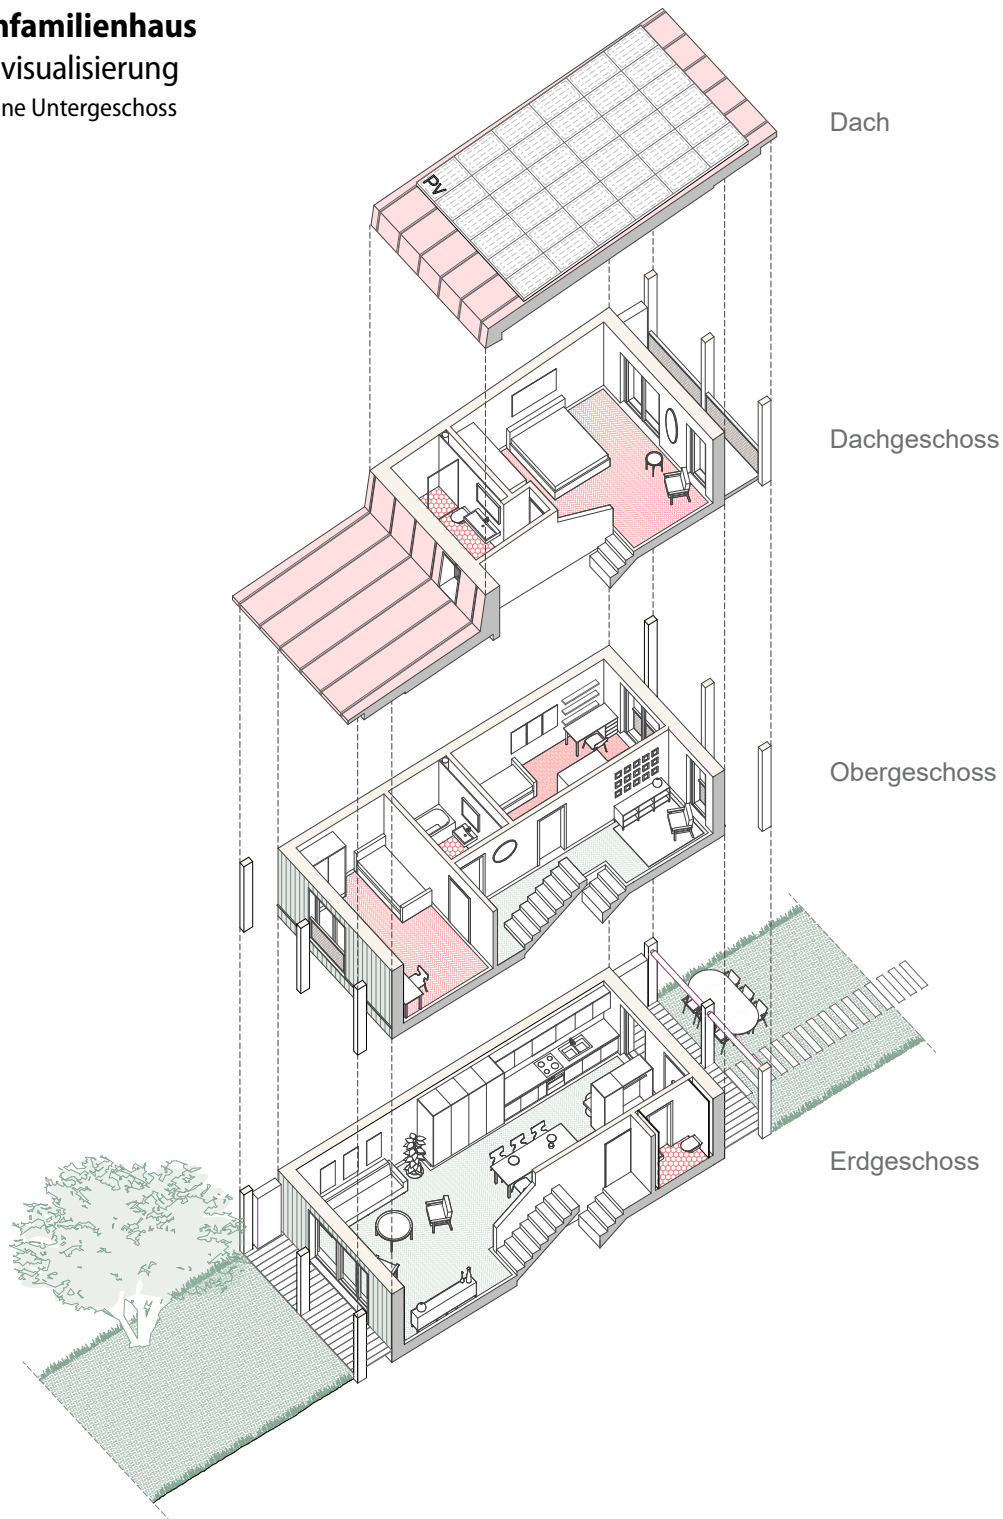 nfamilienhaus
visualisierung
ne Untergeschoss
Dach
PV
Dachgeschoss
Obergeschoss
Erdgeschoss